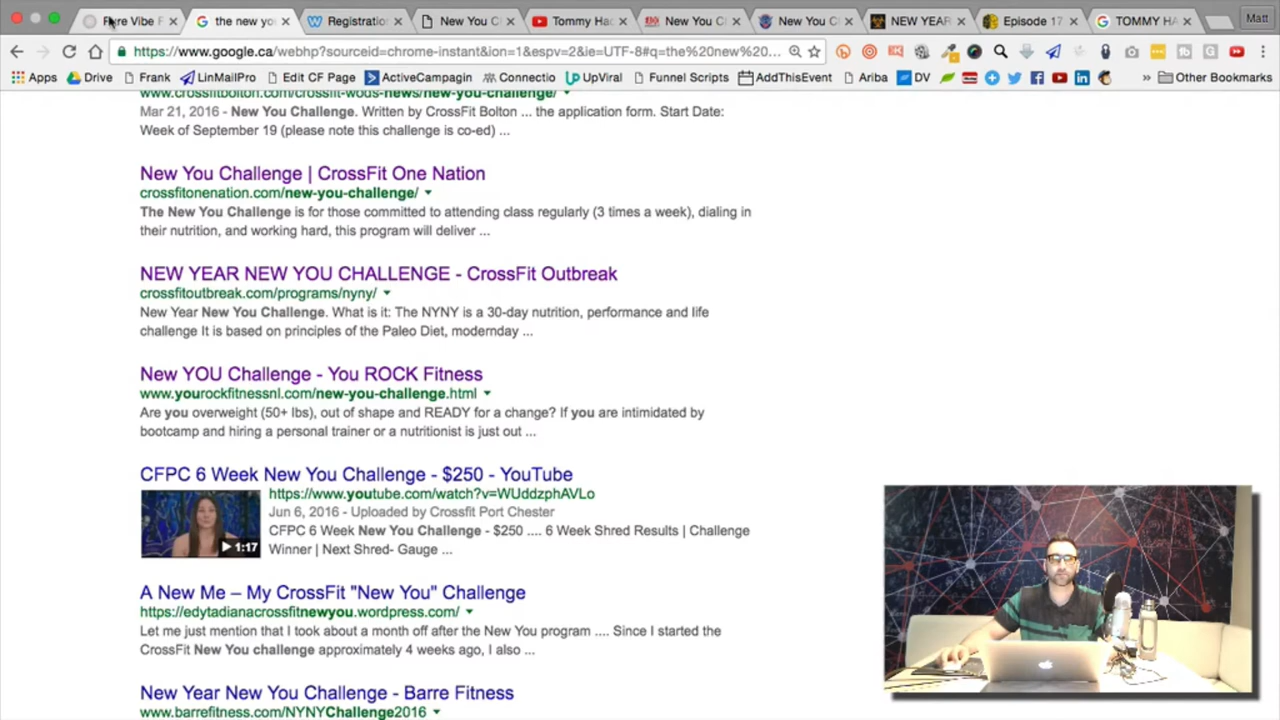 Pure Vibe F
the new yo
Registration
New You C
Tommy Hac
New You Cl
New You C
NEW YEAR
Episode 17
TOMMY HA
Matt
https://www.google.ca/webhp?sourceid=chrome-instant&ion=1&espv=2&ie=UTF-8#q=the%20new%20...
Apps Drive Frank LinMailPro Edit CF Page ActiveCampagin Connectio UpViral Funnel Scripts AddThisEvent Ariba DV » Other Bookmarks
www.crossfitbolton.com/crossfit-wods-news/new-you-challenge/
Mar 21, 2016 - New You Challenge. Written by CrossFit Bolton ... the application form. Start Date:
Week of September 19 (please note this challenge is co-ed) ...
New You Challenge | CrossFit One Nation
crossfitonenation.com/new-you-challenge/
The New You Challenge is for those committed to attending class regularly (3 times a week), dialing in
their nutrition, and working hard, this program will deliver ...
NEW YEAR NEW YOU CHALLENGE - CrossFit Outbreak
crossfitoutbreak.com/programs/nyny/
New Year New You Challenge. What is it: The NYNY is a 30-day nutrition, performance and life
challenge It is based on principles of the Paleo Diet, modernday ...
New YOU Challenge - You ROCK Fitness
www.yourockfitnessnl.com/new-you-challenge.html
Are you overweight (50+ lbs), out of shape and READY for a change? If you are intimidated by
bootcamp and hiring a personal trainer or a nutritionist is just out ...
CFPC 6 Week New You Challenge - $250 - YouTube
https://www.youtube.com/watch?v=WUddzphAVLo
Jun 6, 2016 - Uploaded by Crossfit Port Chester
CFPC 6 Week New You Challenge - $250 .... 6 Week Shred Results | Challenge
Winner | Next Shred- Gauge ...
1:17
A New Me – My CrossFit "New You" Challenge
https://edytadianacrossfitnewyou.wordpress.com/
Let me just mention that I took about a month off after the New You program .... Since I started the
CrossFit New You challenge approximately 4 weeks ago, I also ...
New Year New You Challenge - Barre Fitness
www.barrefitness.com/NYNYChallenge2016